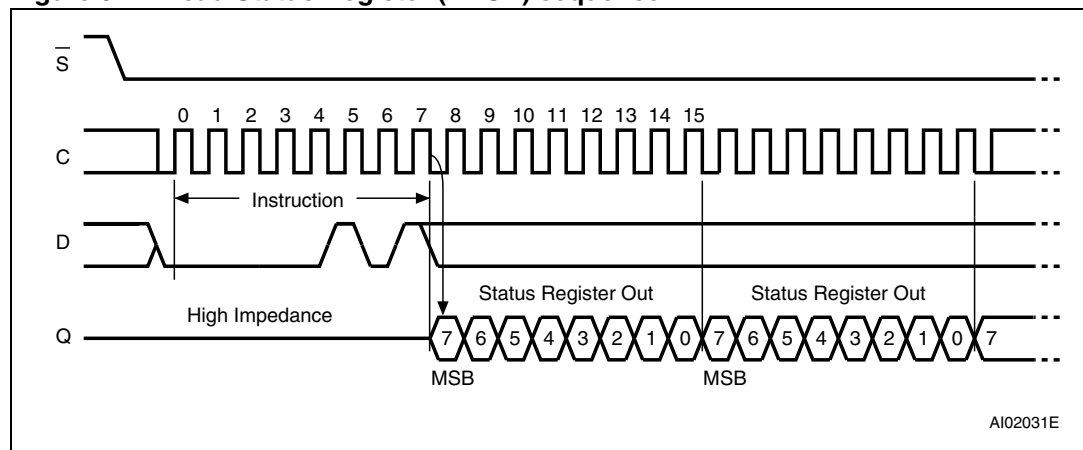 S
0 1 2 3 4 5 6 7 8 9 10 11 12 13 14 15
C
Instruction
D
Status Register Out Status Register Out
High Impedance
Q 7 6 5 4 3 2 1 0 7 6 5 4 3 2 1 0 7
MSB MSB
AI02031E